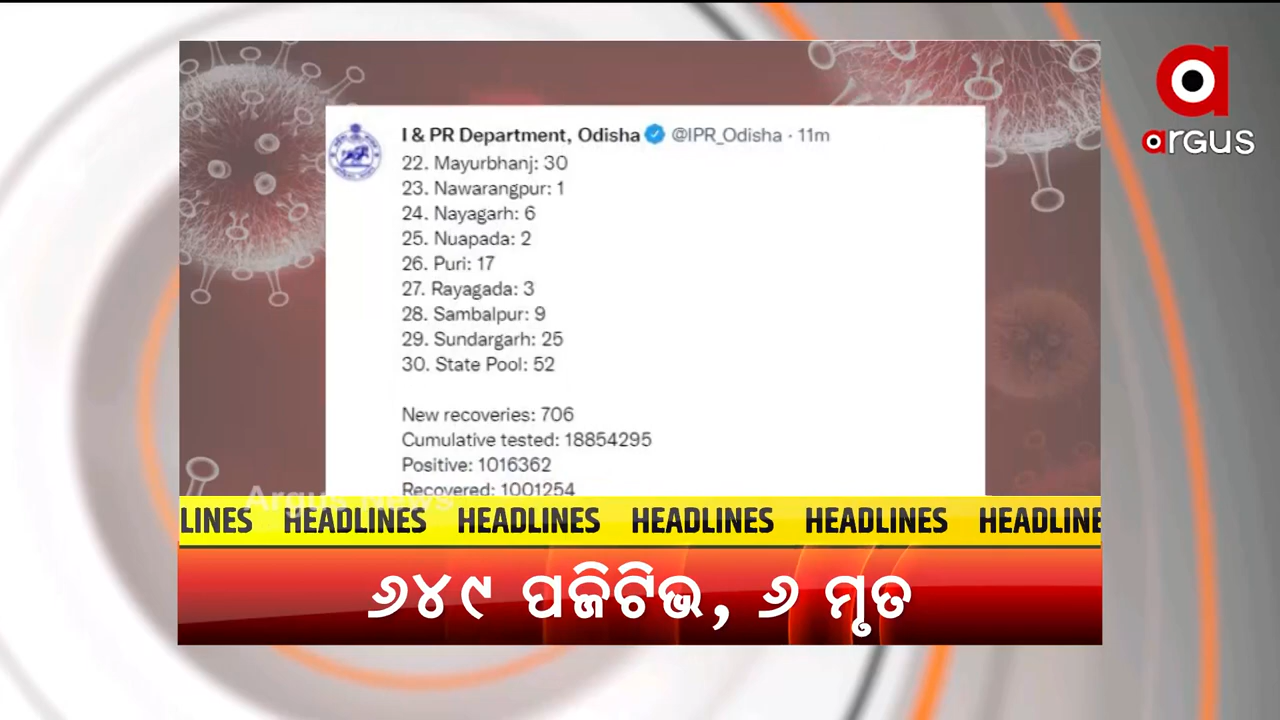 argus
I & PR Department, Odisha @IPR_Odisha · 11m
22. Mayurbhanj: 30
23. Nawarangpur: 1
24. Nayagarh: 6
25. Nuapada: 2
26. Puri: 17
27. Rayagada: 3
28. Sambalpur: 9
29. Sundargarh: 25
30. State Pool: 52
New recoveries: 706
Cumulative tested: 18854295
Positive: 1016362
Recovered: 1001254
Argus News
LINES HEADLINES HEADLINES HEADLINES HEADLINES HEADLINE
୬୪୯ ପଜିଟିଭ, ୬ ମୃତ